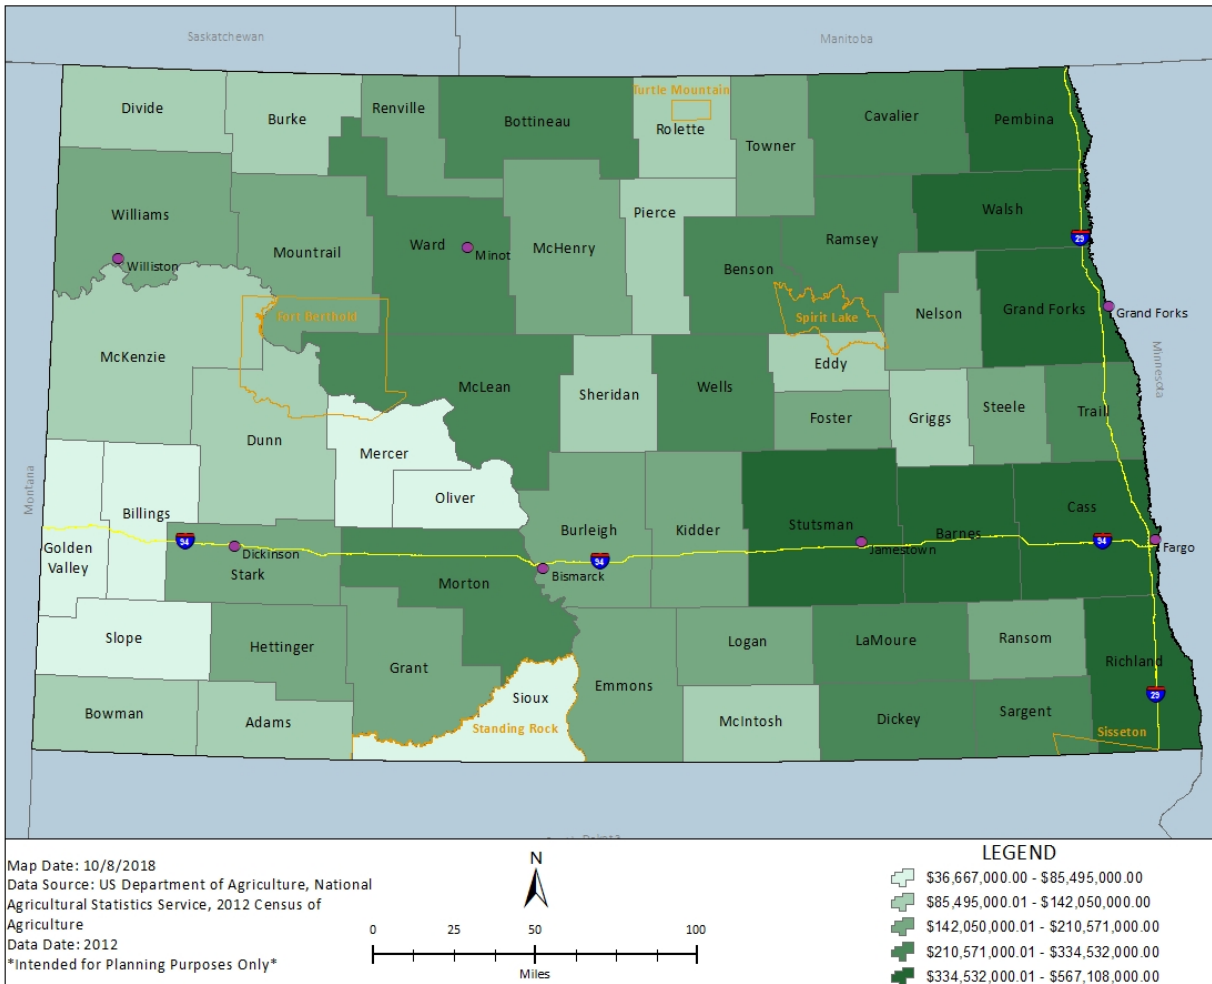 Saskatchewan
Manitoba
Divide
Burke
Renville
Bottineau
Turtle Mountain
Rolette
Towner
Cavalier
Pembina
Williams
Williston
Mountrail
Ward
Minot
McHenry
Pierce
Benson
Ramsey
Walsh
29
Fort Berthold
Spirit Lake
Nelson
Grand Forks
Grand Forks
McKenzie
Dunn
McLean
Sheridan
Wells
Eddy
Foster
Griggs
Steele
Traill
Minnesota
Montana
Mercer
Oliver
Billings
Golden
Valley
94
Dickinson
Stark
Morton
Bismarck
Burleigh
94
Kidder
Stutsman
Jamestown
Barnes
Cass
94
Fargo
Slope
Hettinger
Grant
Sioux
Standing Rock
Emmons
Logan
LaMoure
Ransom
Richland
29
Bowman
Adams
McIntosh
Dickey
Sargent
Sisseton
Map Date: 10/8/2018
Data Source: US Department of Agriculture, National
Agricultural Statistics Service, 2012 Census of
Agriculture
Data Date: 2012
*Intended for Planning Purposes Only*
N
0 25 50 100
Miles
LEGEND
$36,667,000.00 - $85,495,000.00
$85,495,000.01 - $142,050,000.00
$142,050,000.01 - $210,571,000.00
$210,571,000.01 - $334,532,000.00
$334,532,000.01 - $567,108,000.00